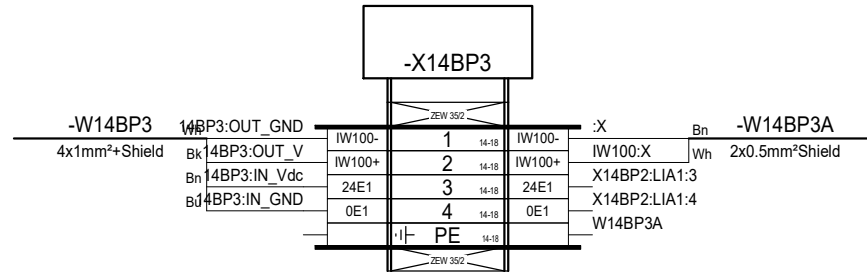 -X14BP3
ZEW 35/2
-W14BP3
4x1mm²+Shield
Wh 14BP3:OUT_GND IW100- 1 14-18 IW100- :X Bn
Bk 14BP3:OUT_V IW100+ 2 14-18 IW100+ IW100:X Wh
Bn 14BP3:IN_Vdc 24E1 3 14-18 24E1 X14BP2:LIA1:3
Bu 14BP3:IN_GND 0E1 4 14-18 0E1 X14BP2:LIA1:4
PE 14-18 W14BP3A
-W14BP3A
2x0.5mm²Shield
ZEW 35/2